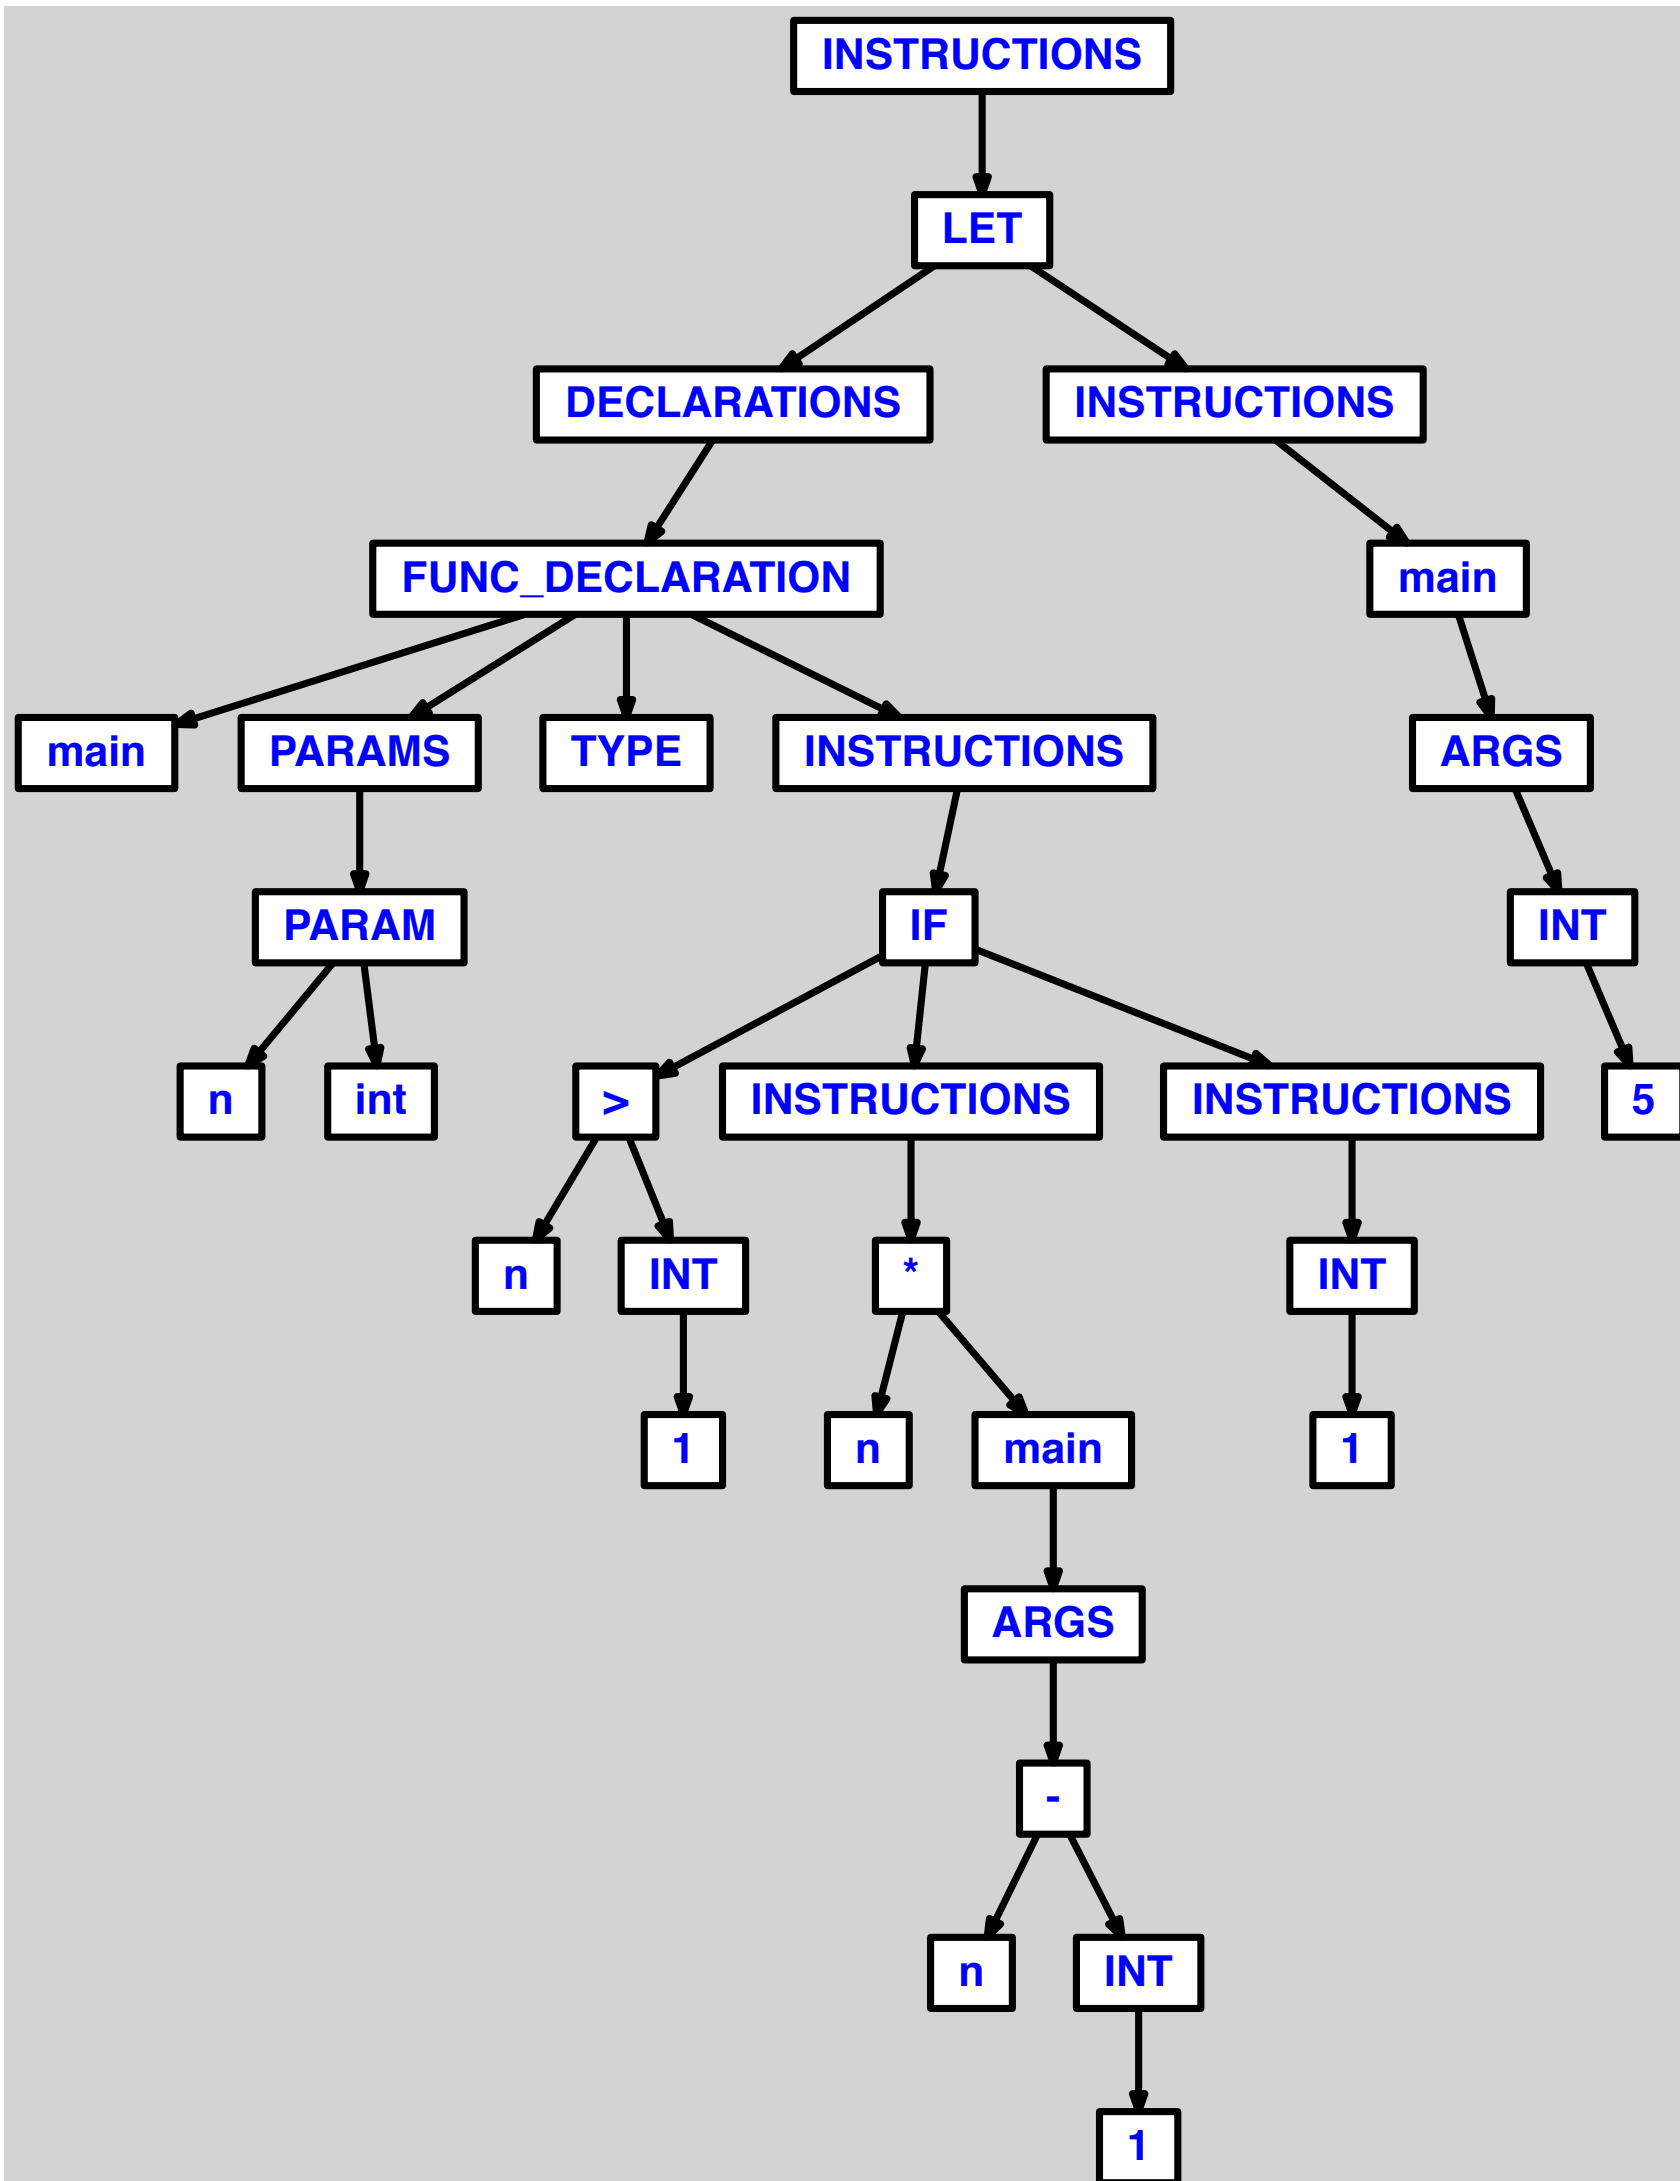 INSTRUCTIONS
LET
DECLARATIONS INSTRUCTIONS
FUNC_DECLARATION main
main PARAMS TYPE INSTRUCTIONS ARGS
PARAM IF INT
n int > INSTRUCTIONS INSTRUCTIONS 5
n INT * INT
1 n main 1
ARGS
-
n INT
1